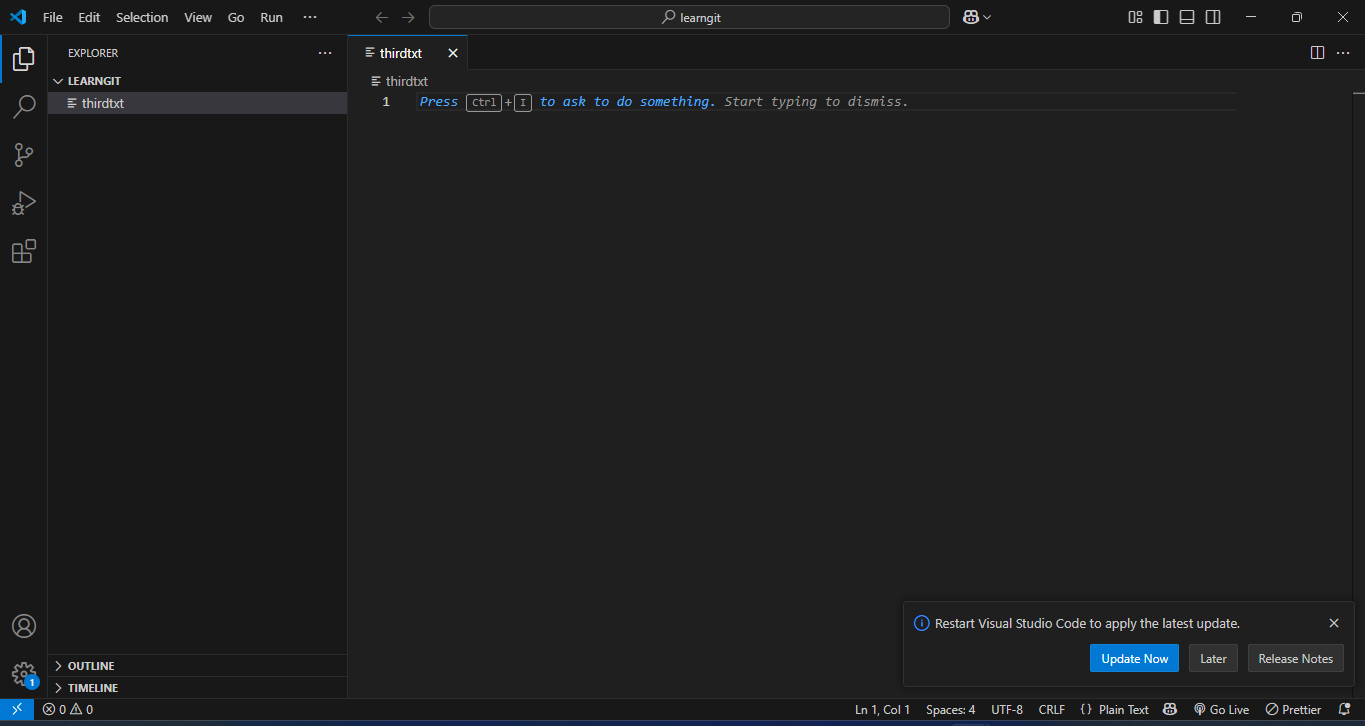 File Edit Selection View Go Run ···
learngit
EXPLORER ···
LEARNGIT
thirdtxt
thirdtxt
thirdtxt
1 Press Ctrl+I to ask to do something. Start typing to dismiss.
Restart Visual Studio Code to apply the latest update.
Update Now Later Release Notes
OUTLINE
TIMELINE
1
0 0 Ln 1, Col 1 Spaces: 4 UTF-8 CRLF {} Plain Text Go Live Prettier